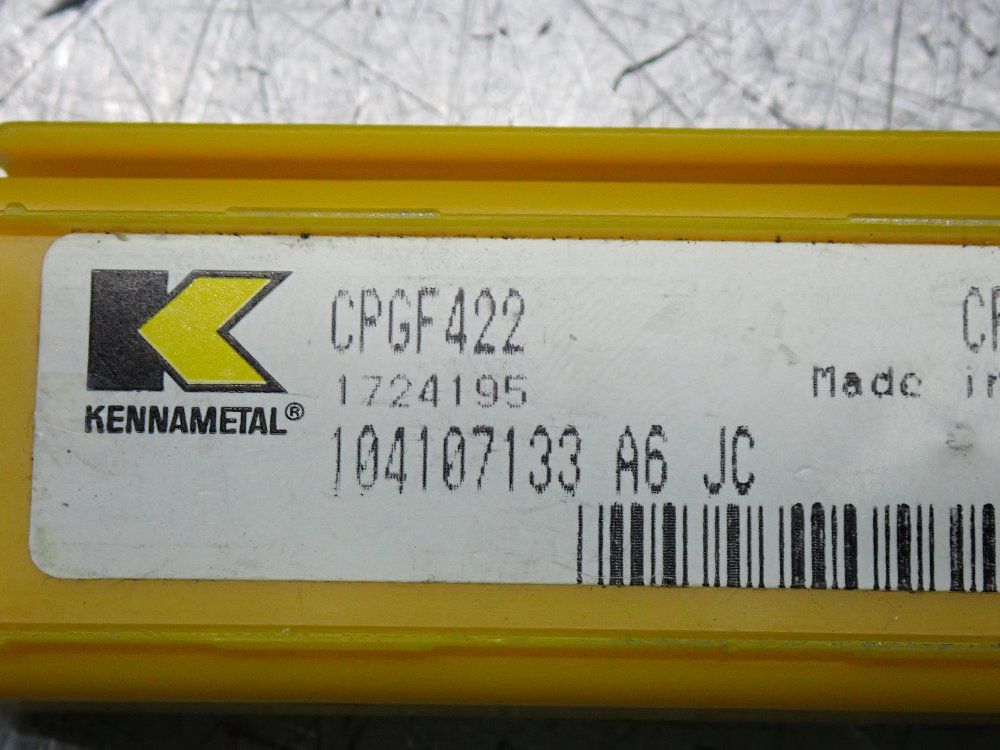 CPGF422
1724195
104107133 A6 JC
KENNAMETAL®
Made